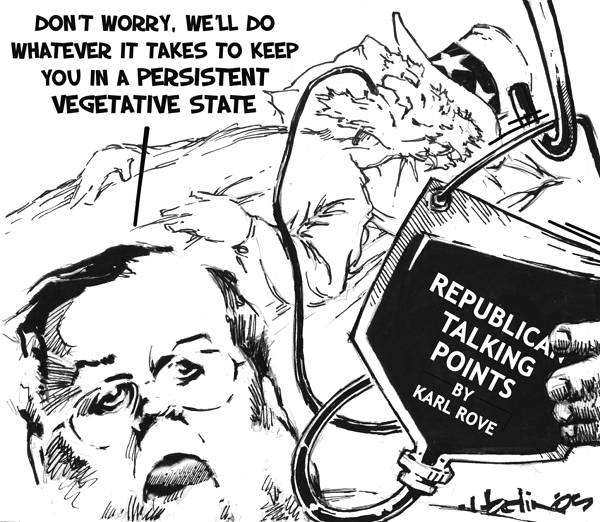 DON'T WORRY, WE'LL DO
WHATEVER IT TAKES TO KEEP
YOU IN A PERSISTENT
VEGETATIVE STATE
REPUBLICAN
TALKING
POINTS
BY
KARL ROVE